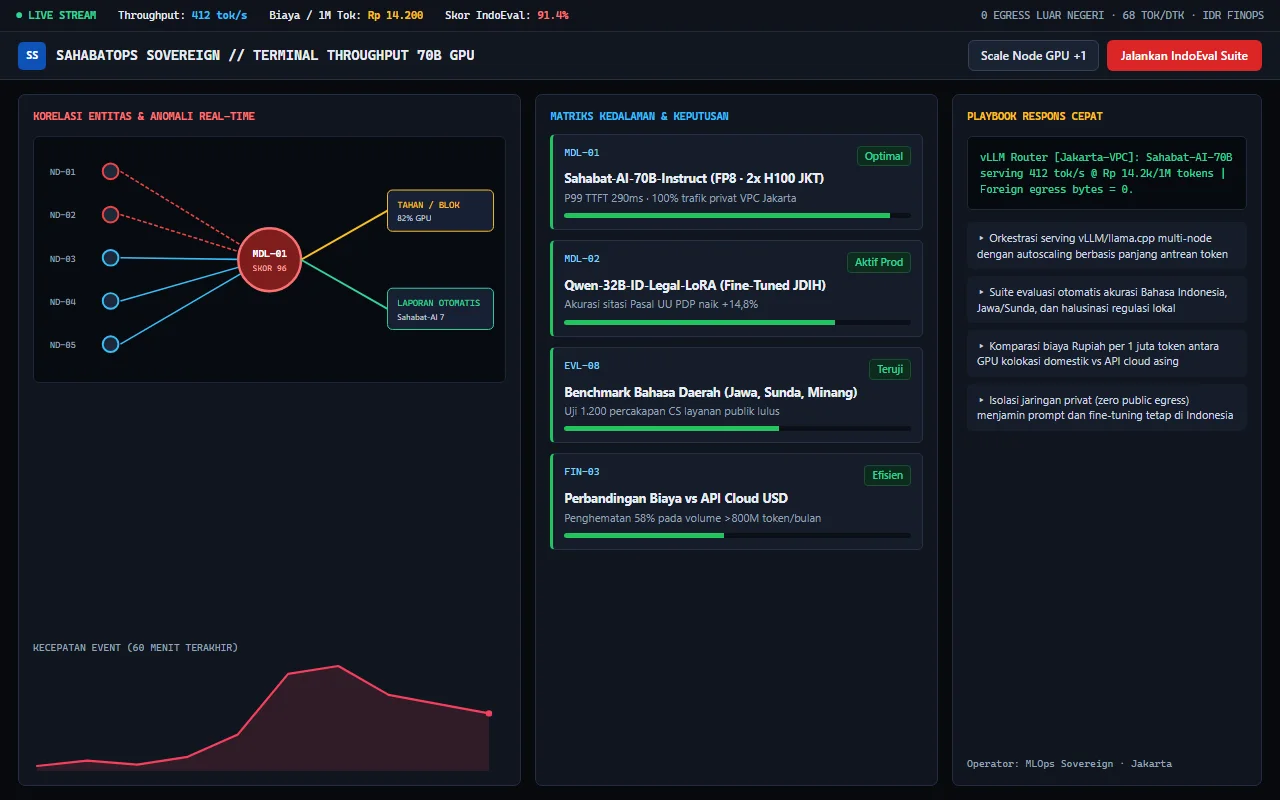 ● LIVE STREAM Throughput: 412 tok/s Biaya / 1M Tok: Rp 14.200 Skor IndoEval: 91.4% 0 EGRESS LUAR NEGERI · 68 TOK/DTK · IDR FINOPS
SS SAHABATOPS SOVEREIGN // TERMINAL THROUGHPUT 70B GPU Scale Node GPU +1 Jalankan IndoEval Suite
KORELASI ENTITAS & ANOMALI REAL-TIME
ND-01
ND-02
ND-03
ND-04
ND-05
MDL-01
SKOR 96
TAHAN / BLOK
82% GPU
LAPORAN OTOMATIS
Sahabat-AI 7
KECEPATAN EVENT (60 MENIT TERAKHIR)
MATRIKS KEDALAMAN & KEPUTUSAN
MDL-01 Optimal
Sahabat-AI-70B-Instruct (FP8 · 2x H100 JKT)
P99 TTFT 290ms · 100% trafik privat VPC Jakarta
MDL-02 Aktif Prod
Qwen-32B-ID-Legal-LoRA (Fine-Tuned JDIH)
Akurasi sitasi Pasal UU PDP naik +14,8%
EVL-08 Teruji
Benchmark Bahasa Daerah (Jawa, Sunda, Minang)
Uji 1.200 percakapan CS layanan publik lulus
FIN-03 Efisien
Perbandingan Biaya vs API Cloud USD
Penghematan 58% pada volume >800M token/bulan
PLAYBOOK RESPONS CEPAT
vLLM Router [Jakarta-VPC]: Sahabat-AI-70B
serving 412 tok/s @ Rp 14.2k/1M tokens |
Foreign egress bytes = 0.
‣ Orkestrasi serving vLLM/llama.cpp multi-node
dengan autoscaling berbasis panjang antrean token
‣ Suite evaluasi otomatis akurasi Bahasa Indonesia,
Jawa/Sunda, dan halusinasi regulasi lokal
‣ Komparasi biaya Rupiah per 1 juta token antara
GPU kolokasi domestik vs API cloud asing
‣ Isolasi jaringan privat (zero public egress)
menjamin prompt dan fine-tuning tetap di Indonesia
Operator: MLOps Sovereign · Jakarta